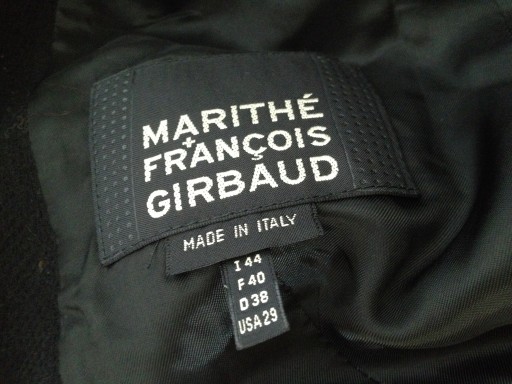 MARITHÉ
+
FRANÇOIS
GIRBAUD
MADE IN ITALY
I 44
F 40
D 38
USA 29